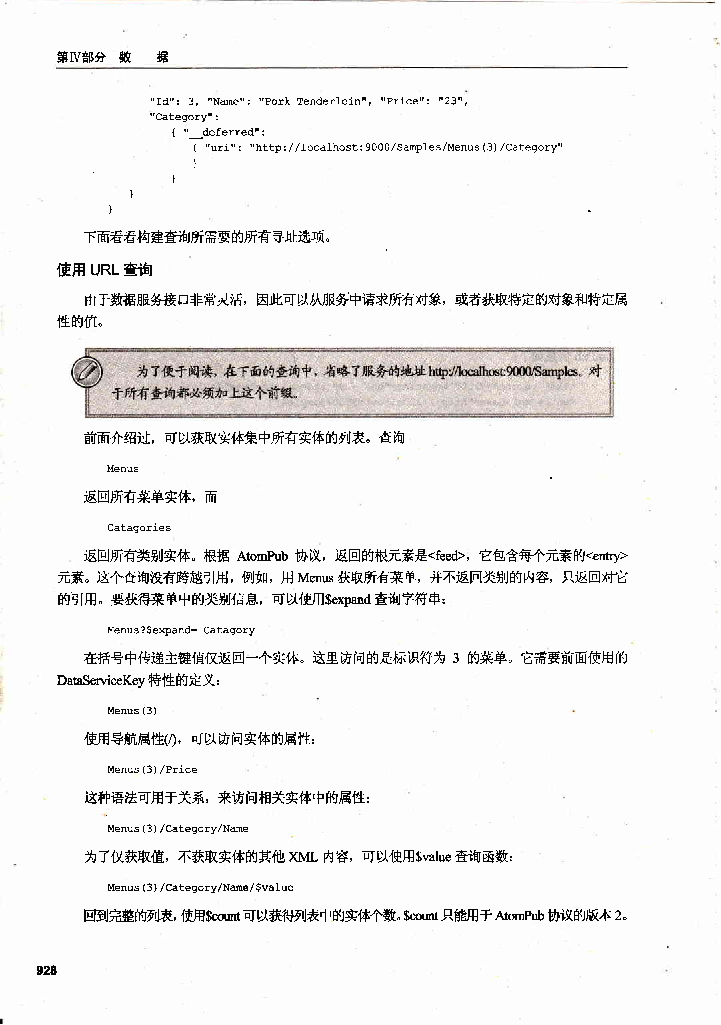 第Ⅳ部分 数 据
"Id": 3, "Name": "Pork Tenderloin", "Price": "23",
"Category":
{ "__deferred":
{ "uri": "http://localhost:9000/Samples/Menus(3)/Category"
}
}
}
}
下面看看构建查询所需要的所有寻址选项。
使用 URL 查询
由于数据服务接口非常灵活，因此可以从服务中请求所有对象，或者获取特定的对象和特定属
性的值。
为了便于阅读，在下面的查询中，省略了服务的地址 http://localhost:9000/Samples。对
于所有查询都必须加上这个前缀。
前面介绍过，可以获取实体集中所有实体的列表。查询
Menus
返回所有菜单实体，而
Catagories
返回所有类别实体。根据 AtomPub 协议，返回的根元素是<feed>，它包含每个元素的<entry>
元素。这个查询没有跨越引用，例如，用 Menus 获取所有菜单，并不返回类别的内容，只返回对它
的引用。要获得菜单中的类别信息，可以使用$expand 查询字符串：
Menus?$expand= Catagory
在括号中传递主键值仅返回一个实体。这里访问的是标识符为 3 的菜单。它需要前面使用的
DataServiceKey 特性的定义：
Menus(3)
使用导航属性(/)，可以访问实体的属性：
Menus(3)/Price
这种语法可用于关系，来访问相关实体中的属性：
Menus(3)/Category/Name
为了仅获取值，不获取实体的其他 XML 内容，可以使用$value 查询函数：
Menus(3)/Category/Name/$value
回到完整的列表，使用$count 可以获得列表中的实体个数。$count 只能用于 AtomPub 协议的版本 2。
928